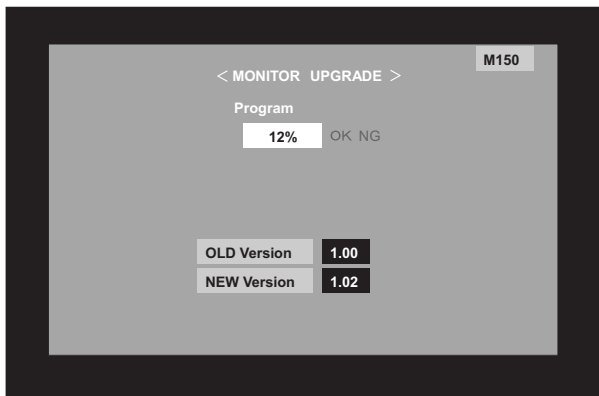 M150
< MONITOR UPGRADE >
Program
12% OK NG
OLD Version 1.00
NEW Version 1.02